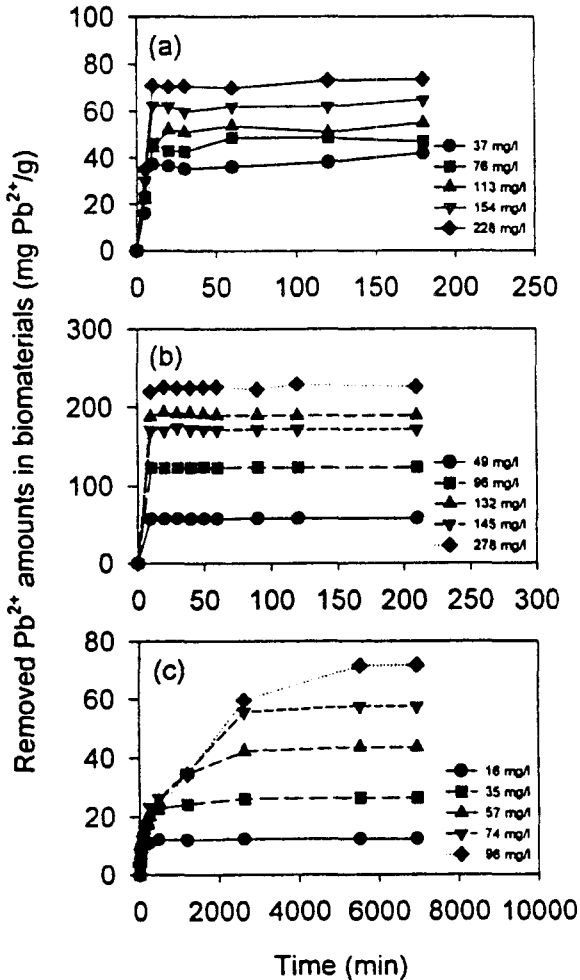 Removed Pb2+ amounts in biomaterials (mg Pb2+/g)
(a)
100
80
60
40
20
0
37 mg/l
76 mg/l
113 mg/l
154 mg/l
228 mg/l
0 50 100 150 200 250
(b)
300
200
100
0
49 mg/l
96 mg/l
132 mg/l
145 mg/l
278 mg/l
0 50 100 150 200 250 300
(c)
80
60
40
20
0
16 mg/l
35 mg/l
57 mg/l
74 mg/l
96 mg/l
0 2000 4000 6000 8000 10000
Time (min)